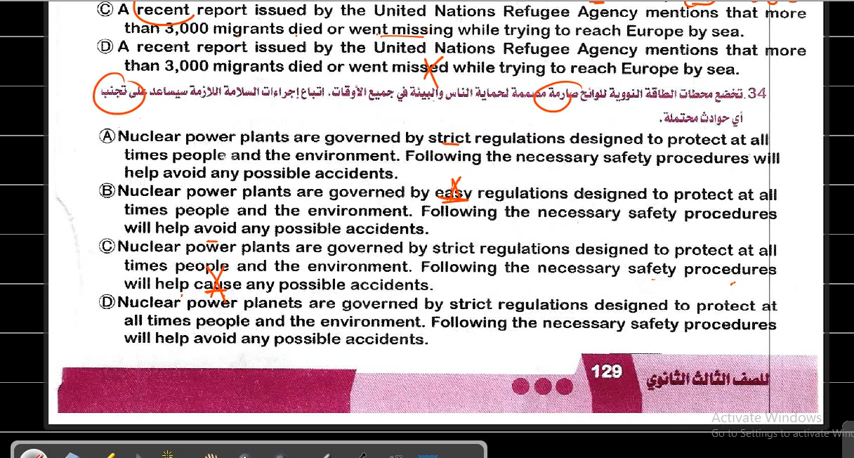 Ⓒ A recent report issued by the United Nations Refugee Agency mentions that more
than 3,000 migrants died or went missing while trying to reach Europe by sea.
Ⓓ A recent report issued by the United Nations Refugee Agency mentions that more
than 3,000 migrants died or went missed while trying to reach Europe by sea.
34. تخضع محطات الطاقة النووية للوائح صارمة مصممة لحماية الناس والبيئة في جميع الأوقات. اتباع إجراءات السلامة اللازمة سيساعد على تجنب
أي حوادث محتملة.
Ⓐ Nuclear power plants are governed by strict regulations designed to protect at all
times people and the environment. Following the necessary safety procedures will
help avoid any possible accidents.
Ⓑ Nuclear power plants are governed by easy regulations designed to protect at all
times people and the environment. Following the necessary safety procedures
will help avoid any possible accidents.
Ⓒ Nuclear power plants are governed by strict regulations designed to protect at all
times people and the environment. Following the necessary safety procedures
will help cause any possible accidents.
Ⓓ Nuclear power planets are governed by strict regulations designed to protect at
all times people and the environment. Following the necessary safety procedures
will help avoid any possible accidents.
129
للصف الثالث الثانوي
Activate Windows
Go to Settings to activate Wind